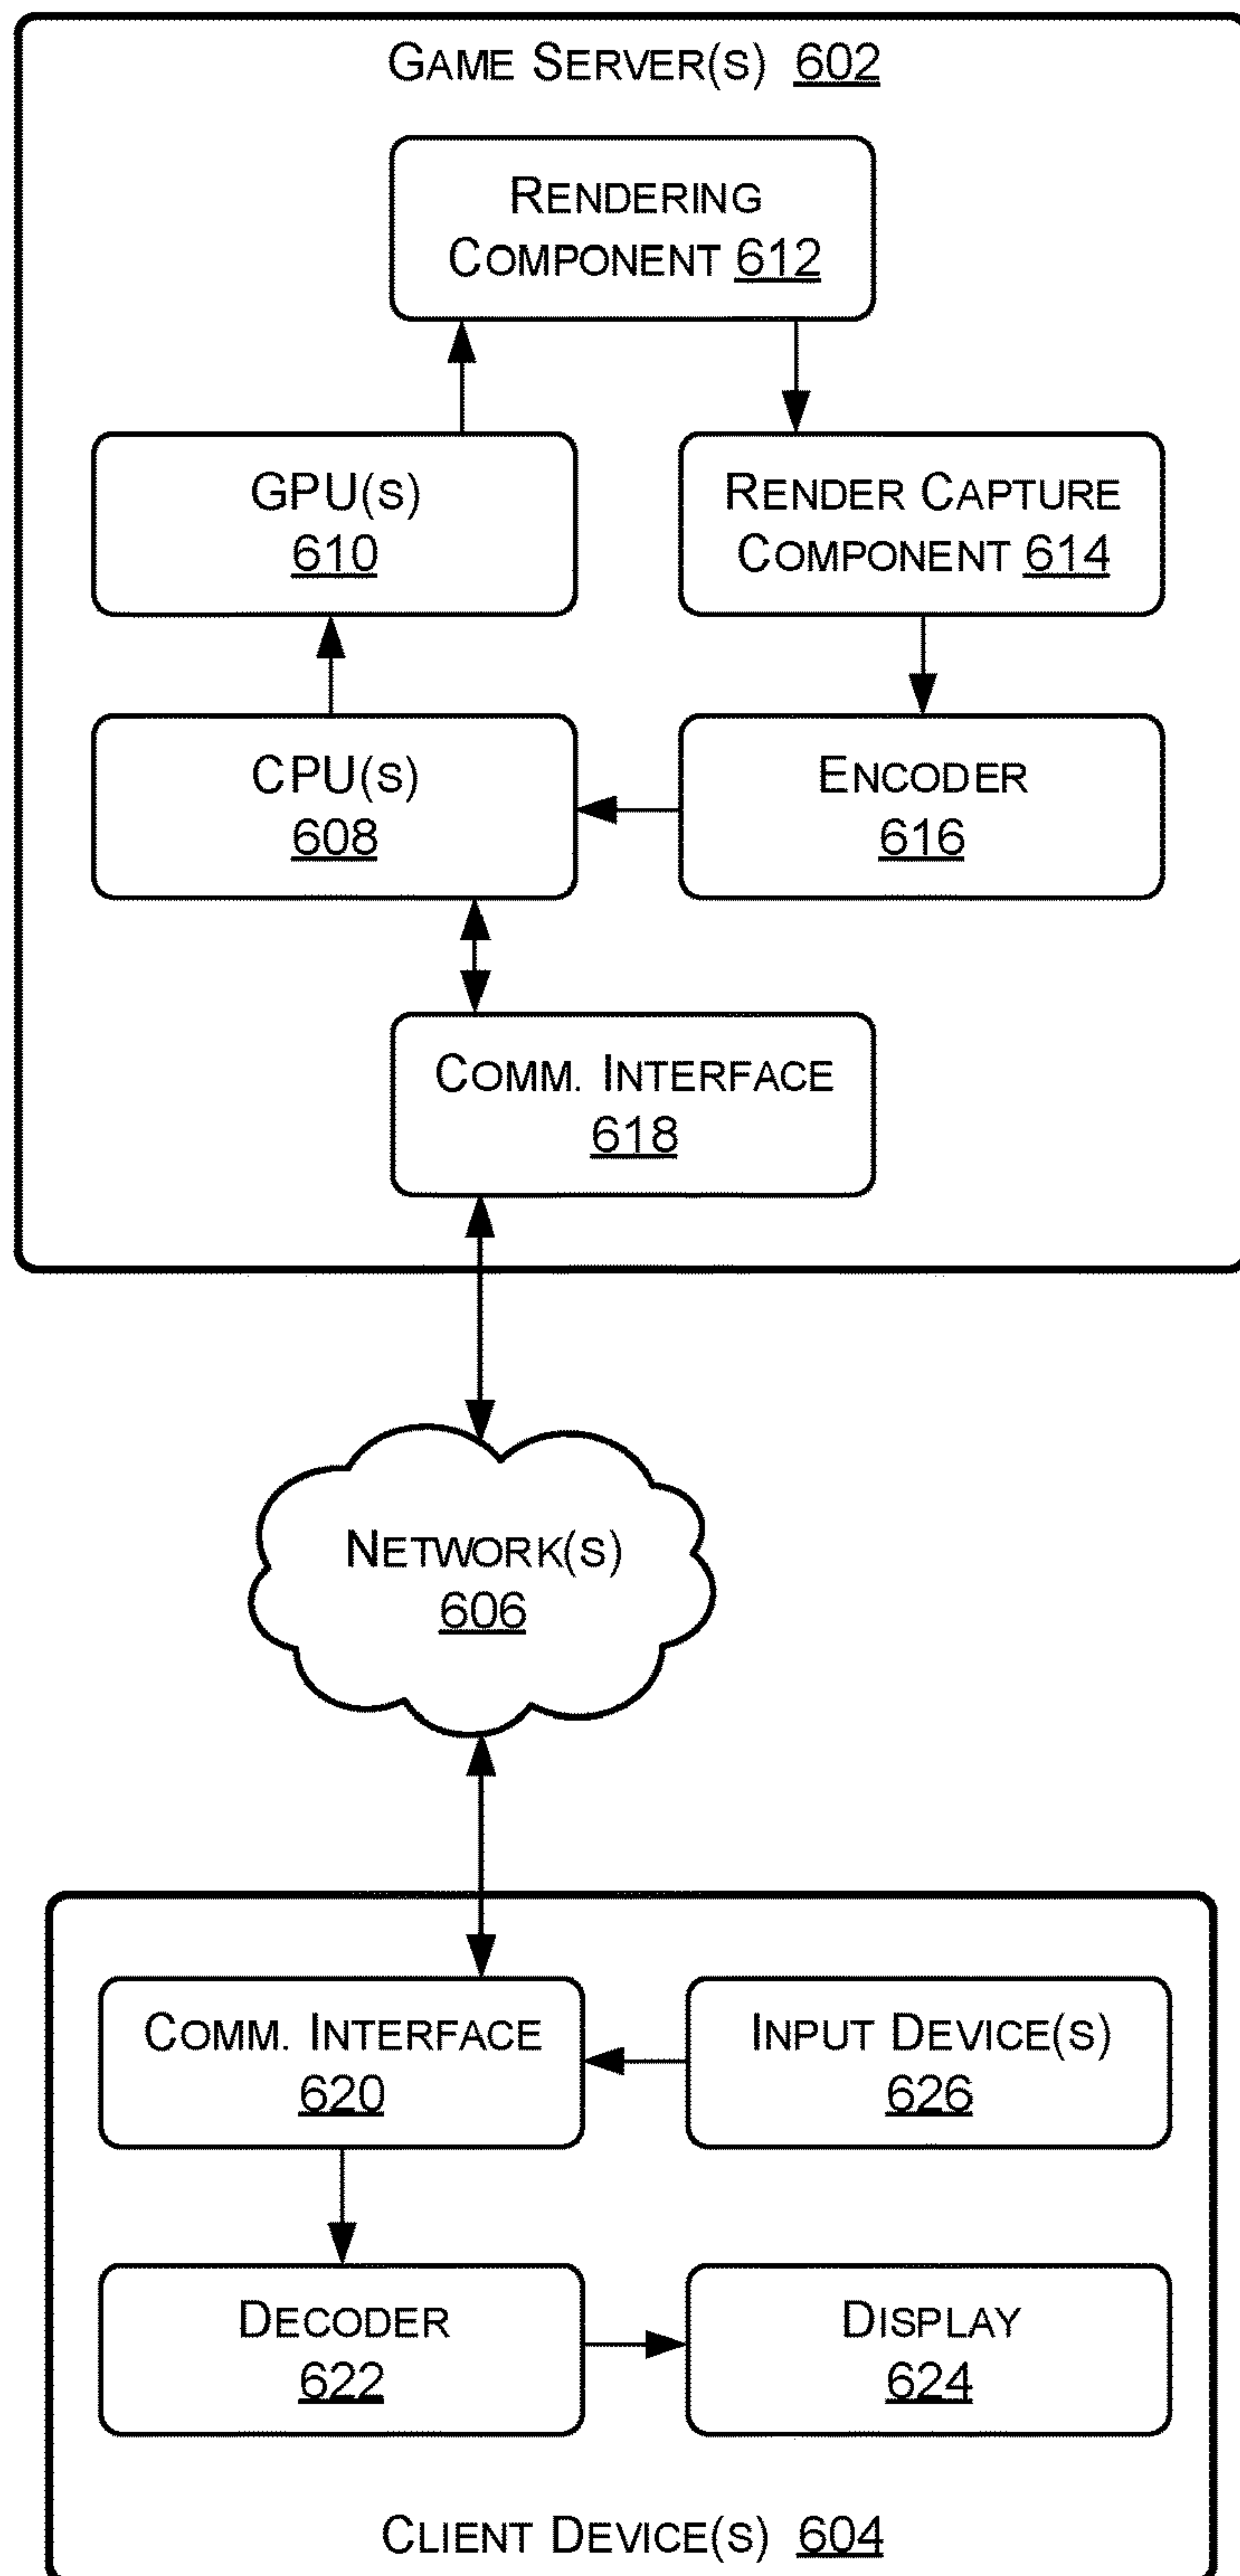 GAME SERVER(S) 602
RENDERING
COMPONENT 612
GPU(S)
610
RENDER CAPTURE
COMPONENT 614
CPU(S)
608
ENCODER
616
COMM. INTERFACE
618
NETWORK(S)
606
COMM. INTERFACE
620
INPUT DEVICE(S)
626
DECODER
622
DISPLAY
624
CLIENT DEVICE(S) 604